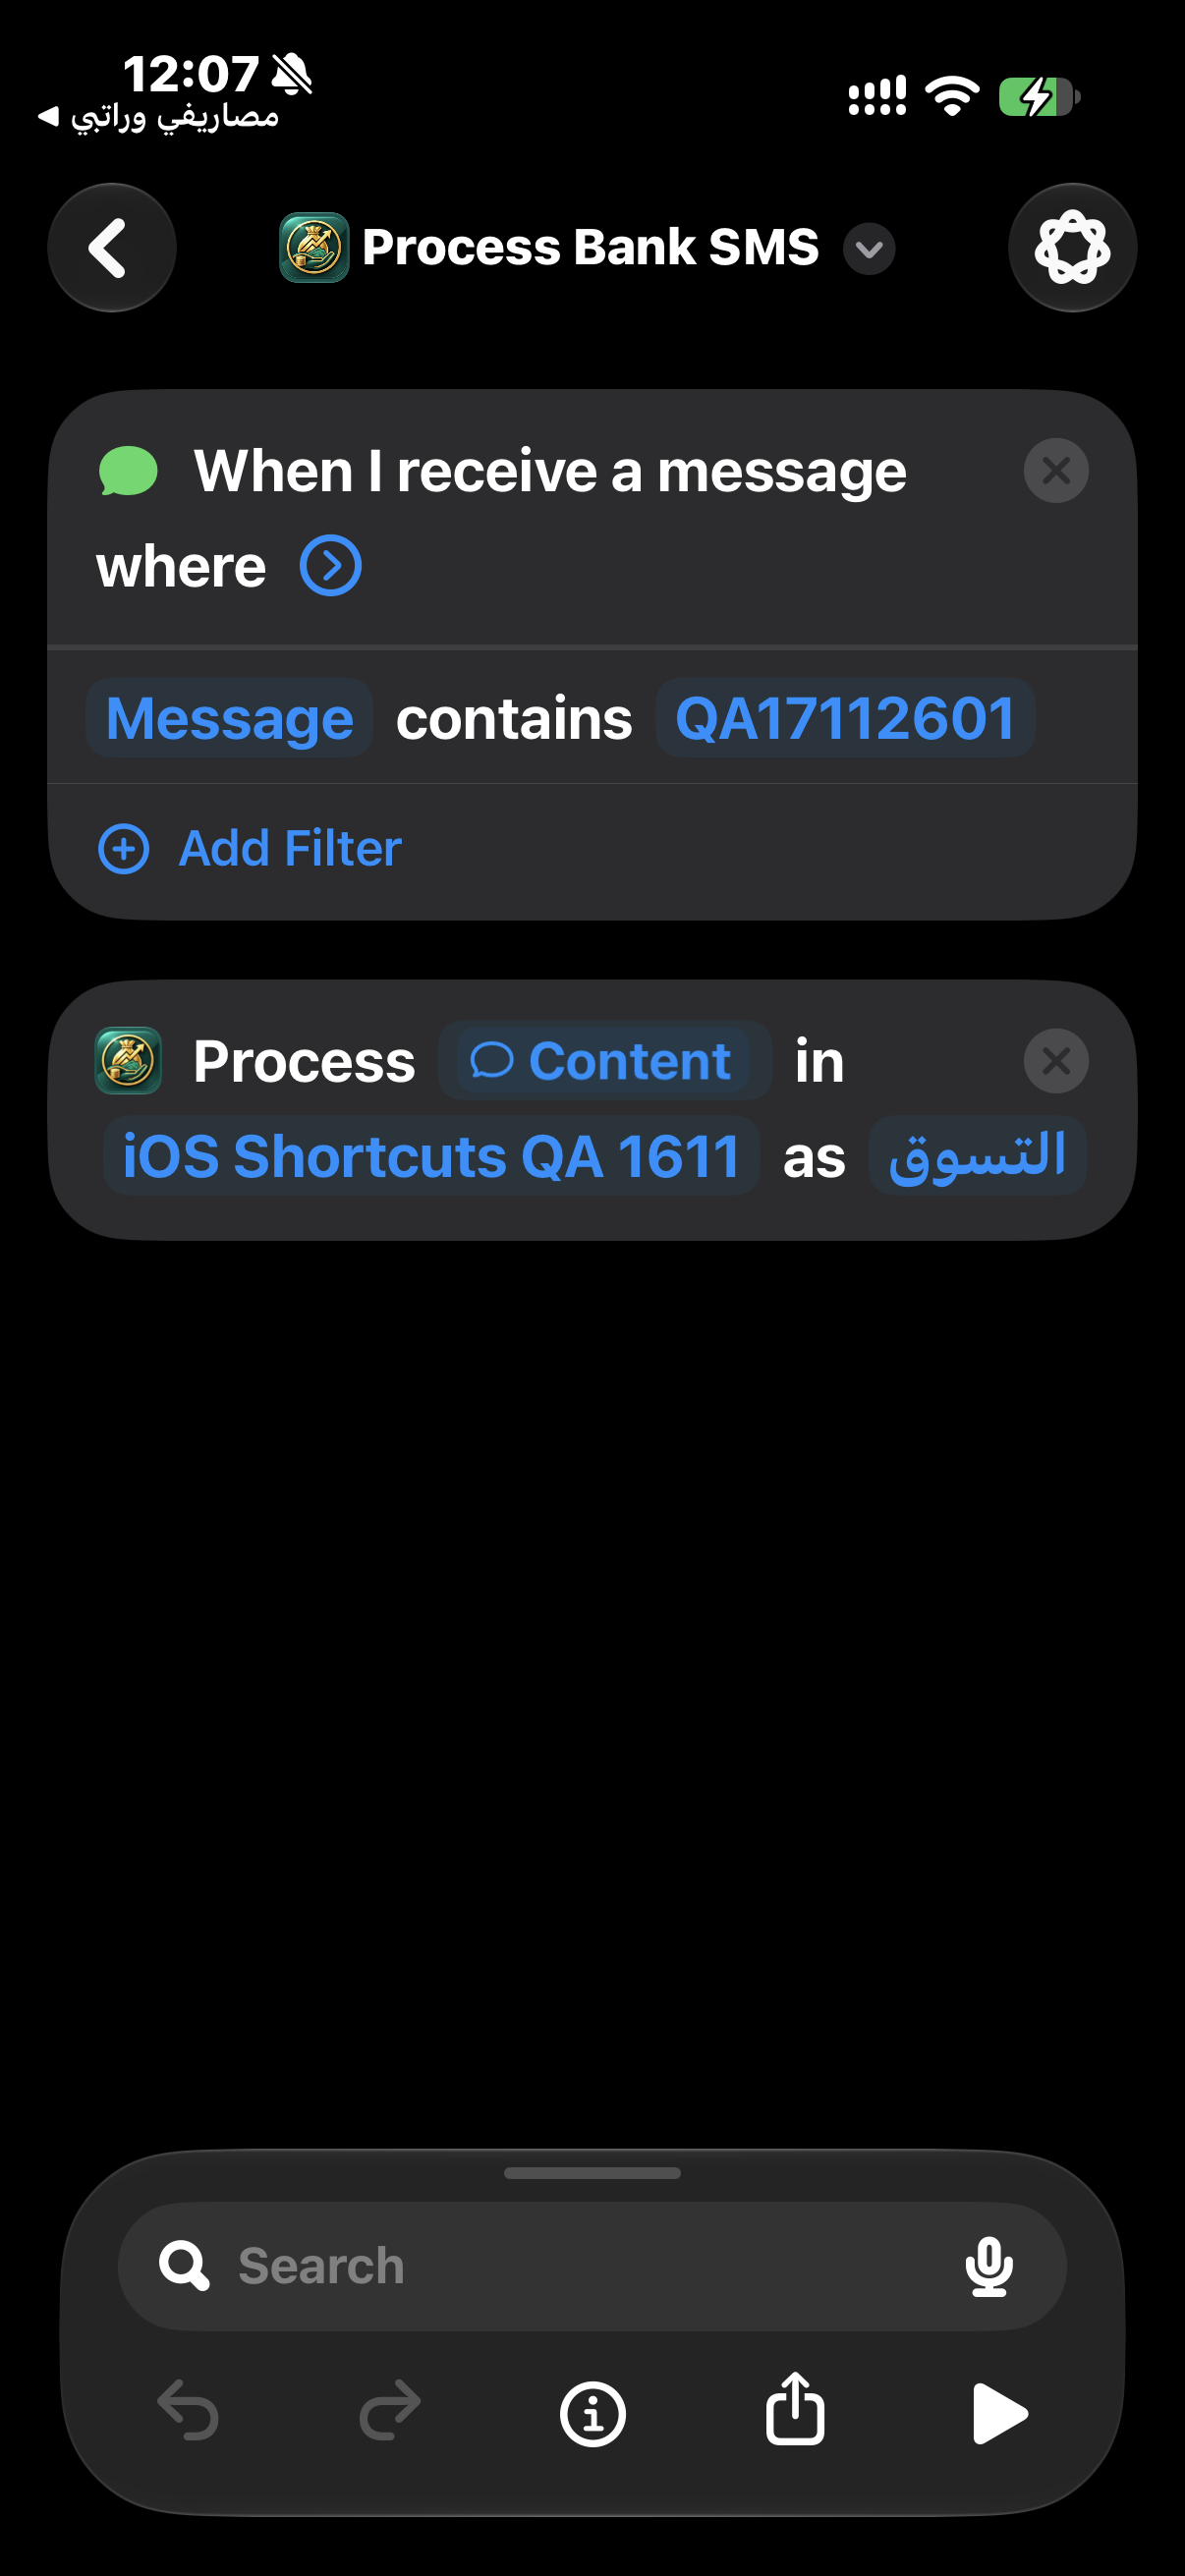 12:07
مصاريفي وراتبي
Process Bank SMS
When I receive a message
where
Message contains QA17112601
Add Filter
Process Content in
iOS Shortcuts QA 1611 as التسوق
Search